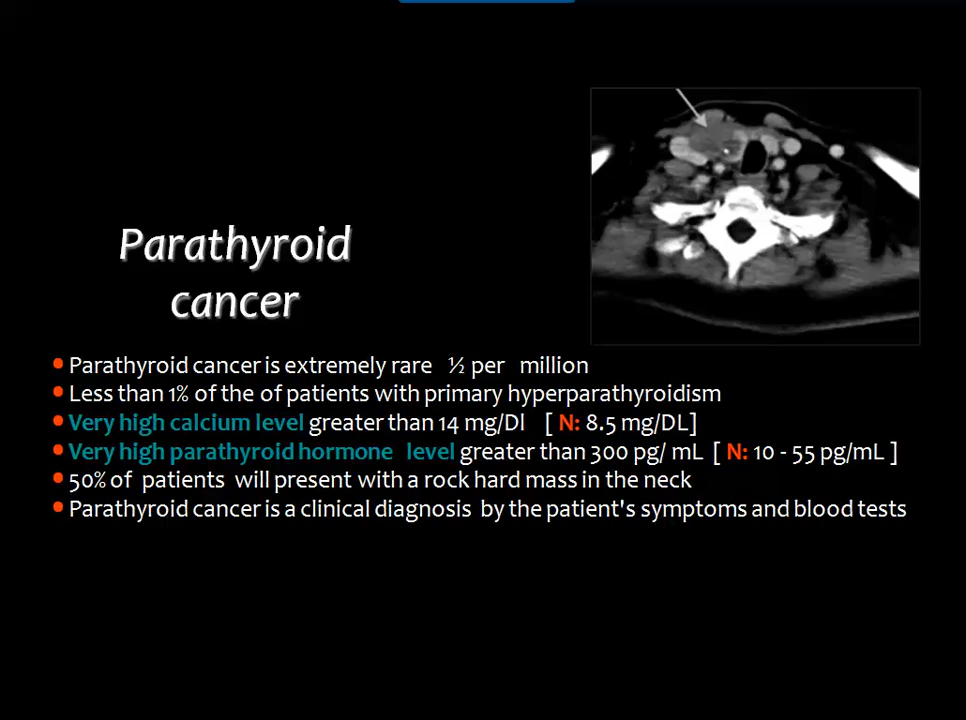 Parathyroid
cancer
• Parathyroid cancer is extremely rare ½ per million
• Less than 1% of the of patients with primary hyperparathyroidism
• Very high calcium level greater than 14 mg/Dl [ N: 8.5 mg/DL]
• Very high parathyroid hormone level greater than 300 pg/ mL [ N: 10 - 55 pg/mL ]
• 50% of patients will present with a rock hard mass in the neck
• Parathyroid cancer is a clinical diagnosis by the patient's symptoms and blood tests